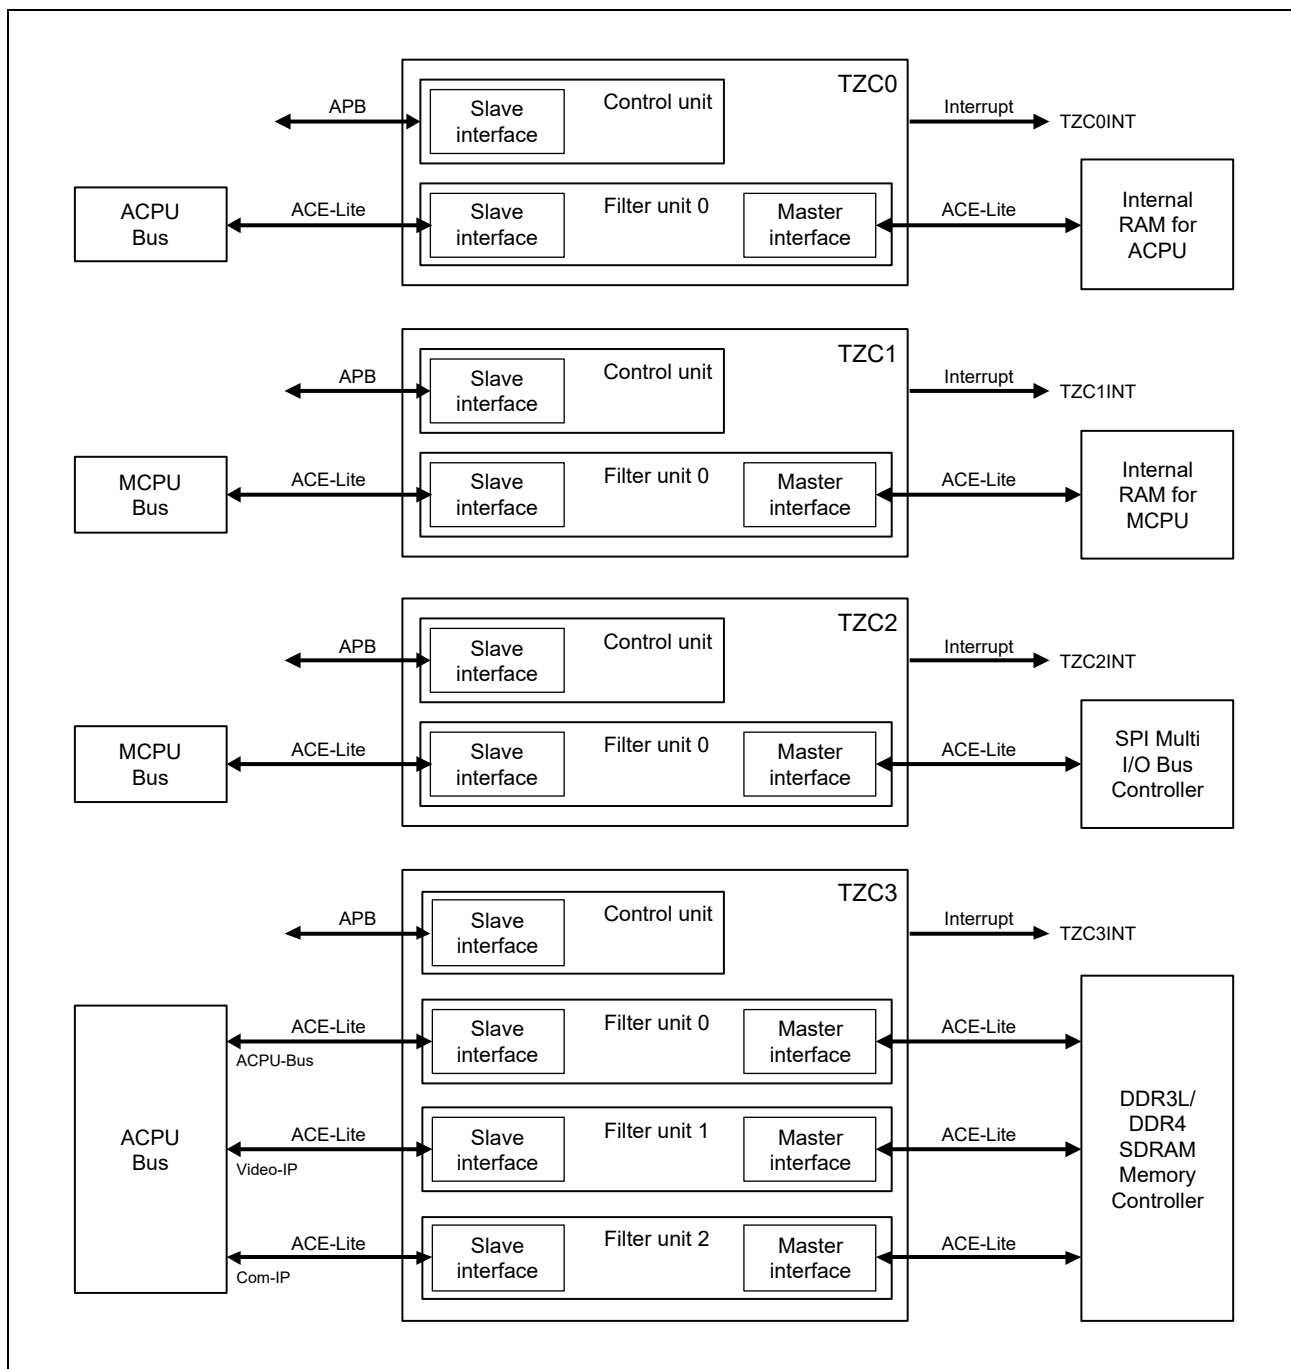 TZC0
APB
Slave
interface
Control unit
Interrupt
TZC0INT
ACPU
Bus
ACE-Lite
Slave
interface
Filter unit 0
Master
interface
ACE-Lite
Internal
RAM for
ACPU
TZC1
APB
Slave
interface
Control unit
Interrupt
TZC1INT
MCPU
Bus
ACE-Lite
Slave
interface
Filter unit 0
Master
interface
ACE-Lite
Internal
RAM for
MCPU
TZC2
APB
Slave
interface
Control unit
Interrupt
TZC2INT
MCPU
Bus
ACE-Lite
Slave
interface
Filter unit 0
Master
interface
ACE-Lite
SPI Multi
I/O Bus
Controller
TZC3
APB
Slave
interface
Control unit
Interrupt
TZC3INT
ACPU
Bus
ACE-Lite
ACPU-Bus
Slave
interface
Filter unit 0
Master
interface
ACE-Lite
ACE-Lite
Video-IP
Slave
interface
Filter unit 1
Master
interface
ACE-Lite
ACE-Lite
Com-IP
Slave
interface
Filter unit 2
Master
interface
ACE-Lite
DDR3L/
DDR4
SDRAM
Memory
Controller